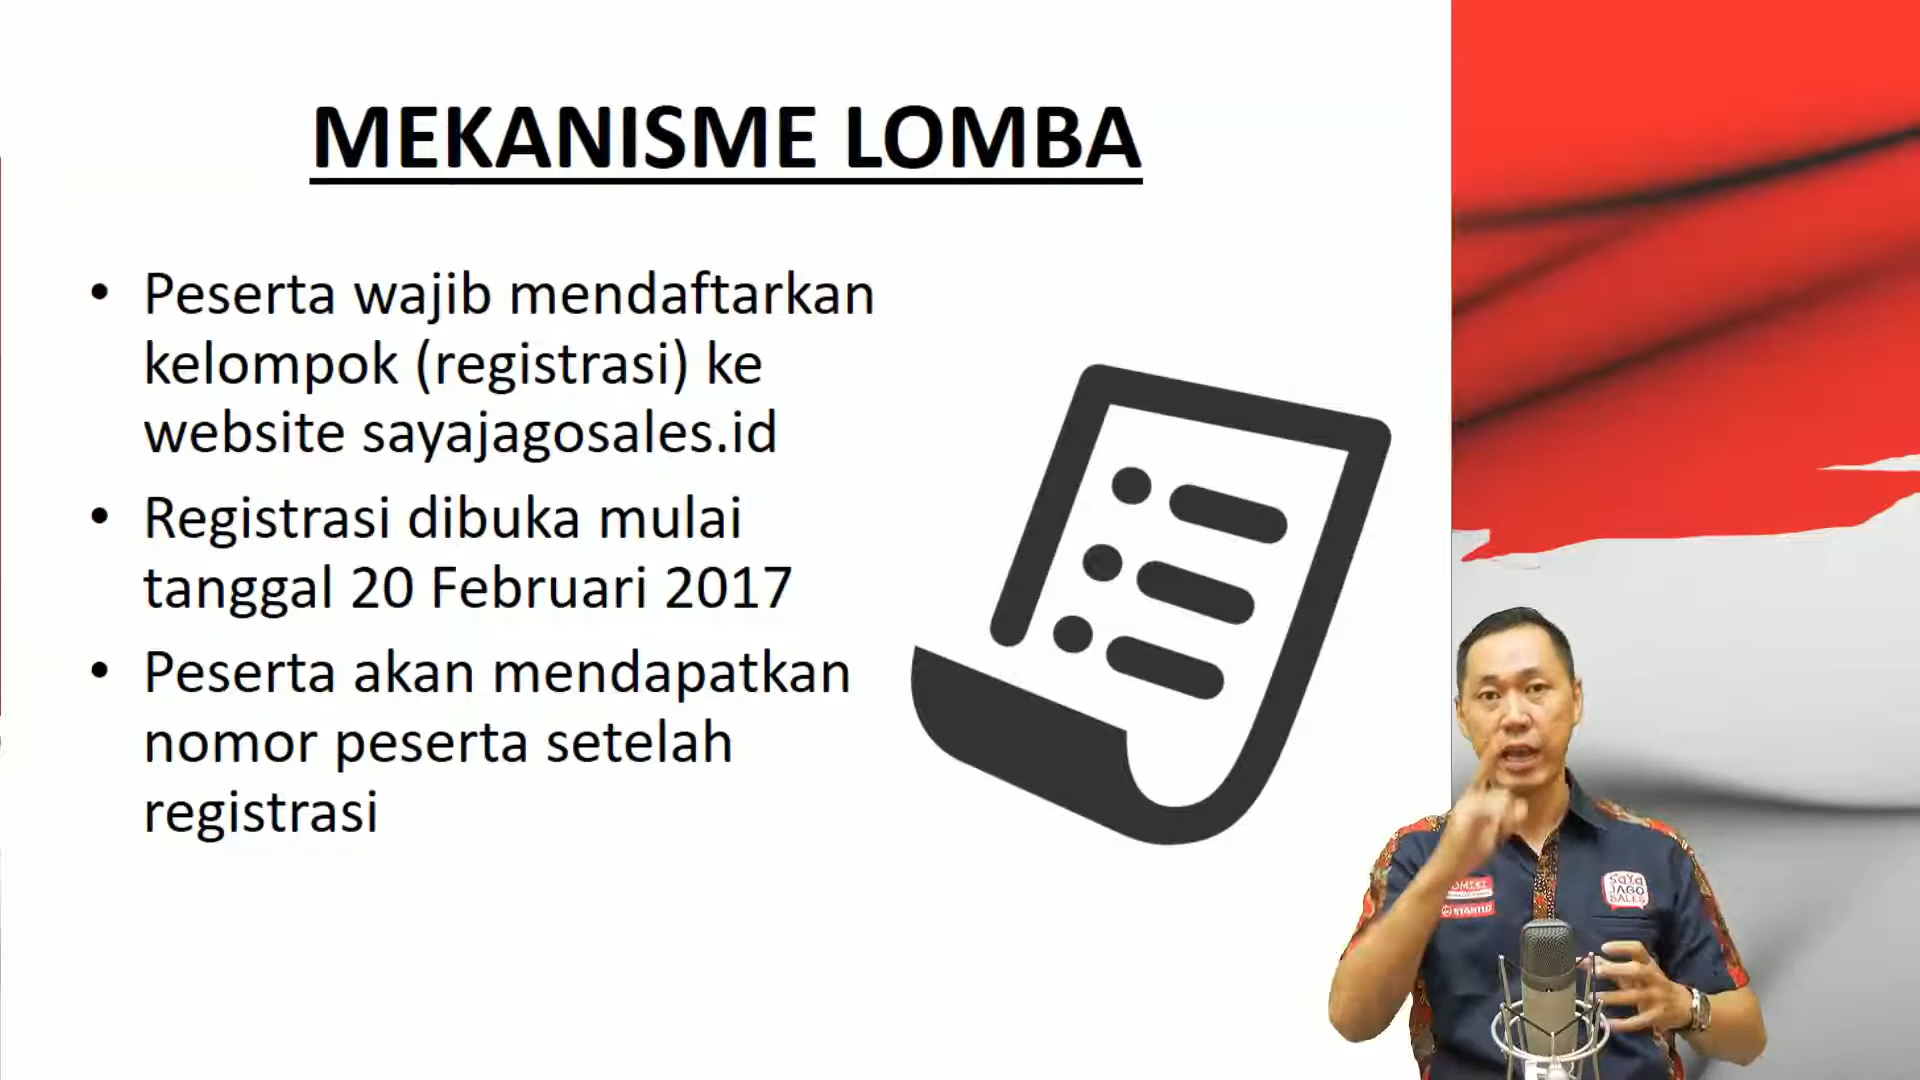 MEKANISME LOMBA
• Peserta wajib mendaftarkan
kelompok (registrasi) ke
website sayajagosales.id
• Registrasi dibuka mulai
tanggal 20 Februari 2017
• Peserta akan mendapatkan
nomor peserta setelah
registrasi
SaYa
JAGO
SALES